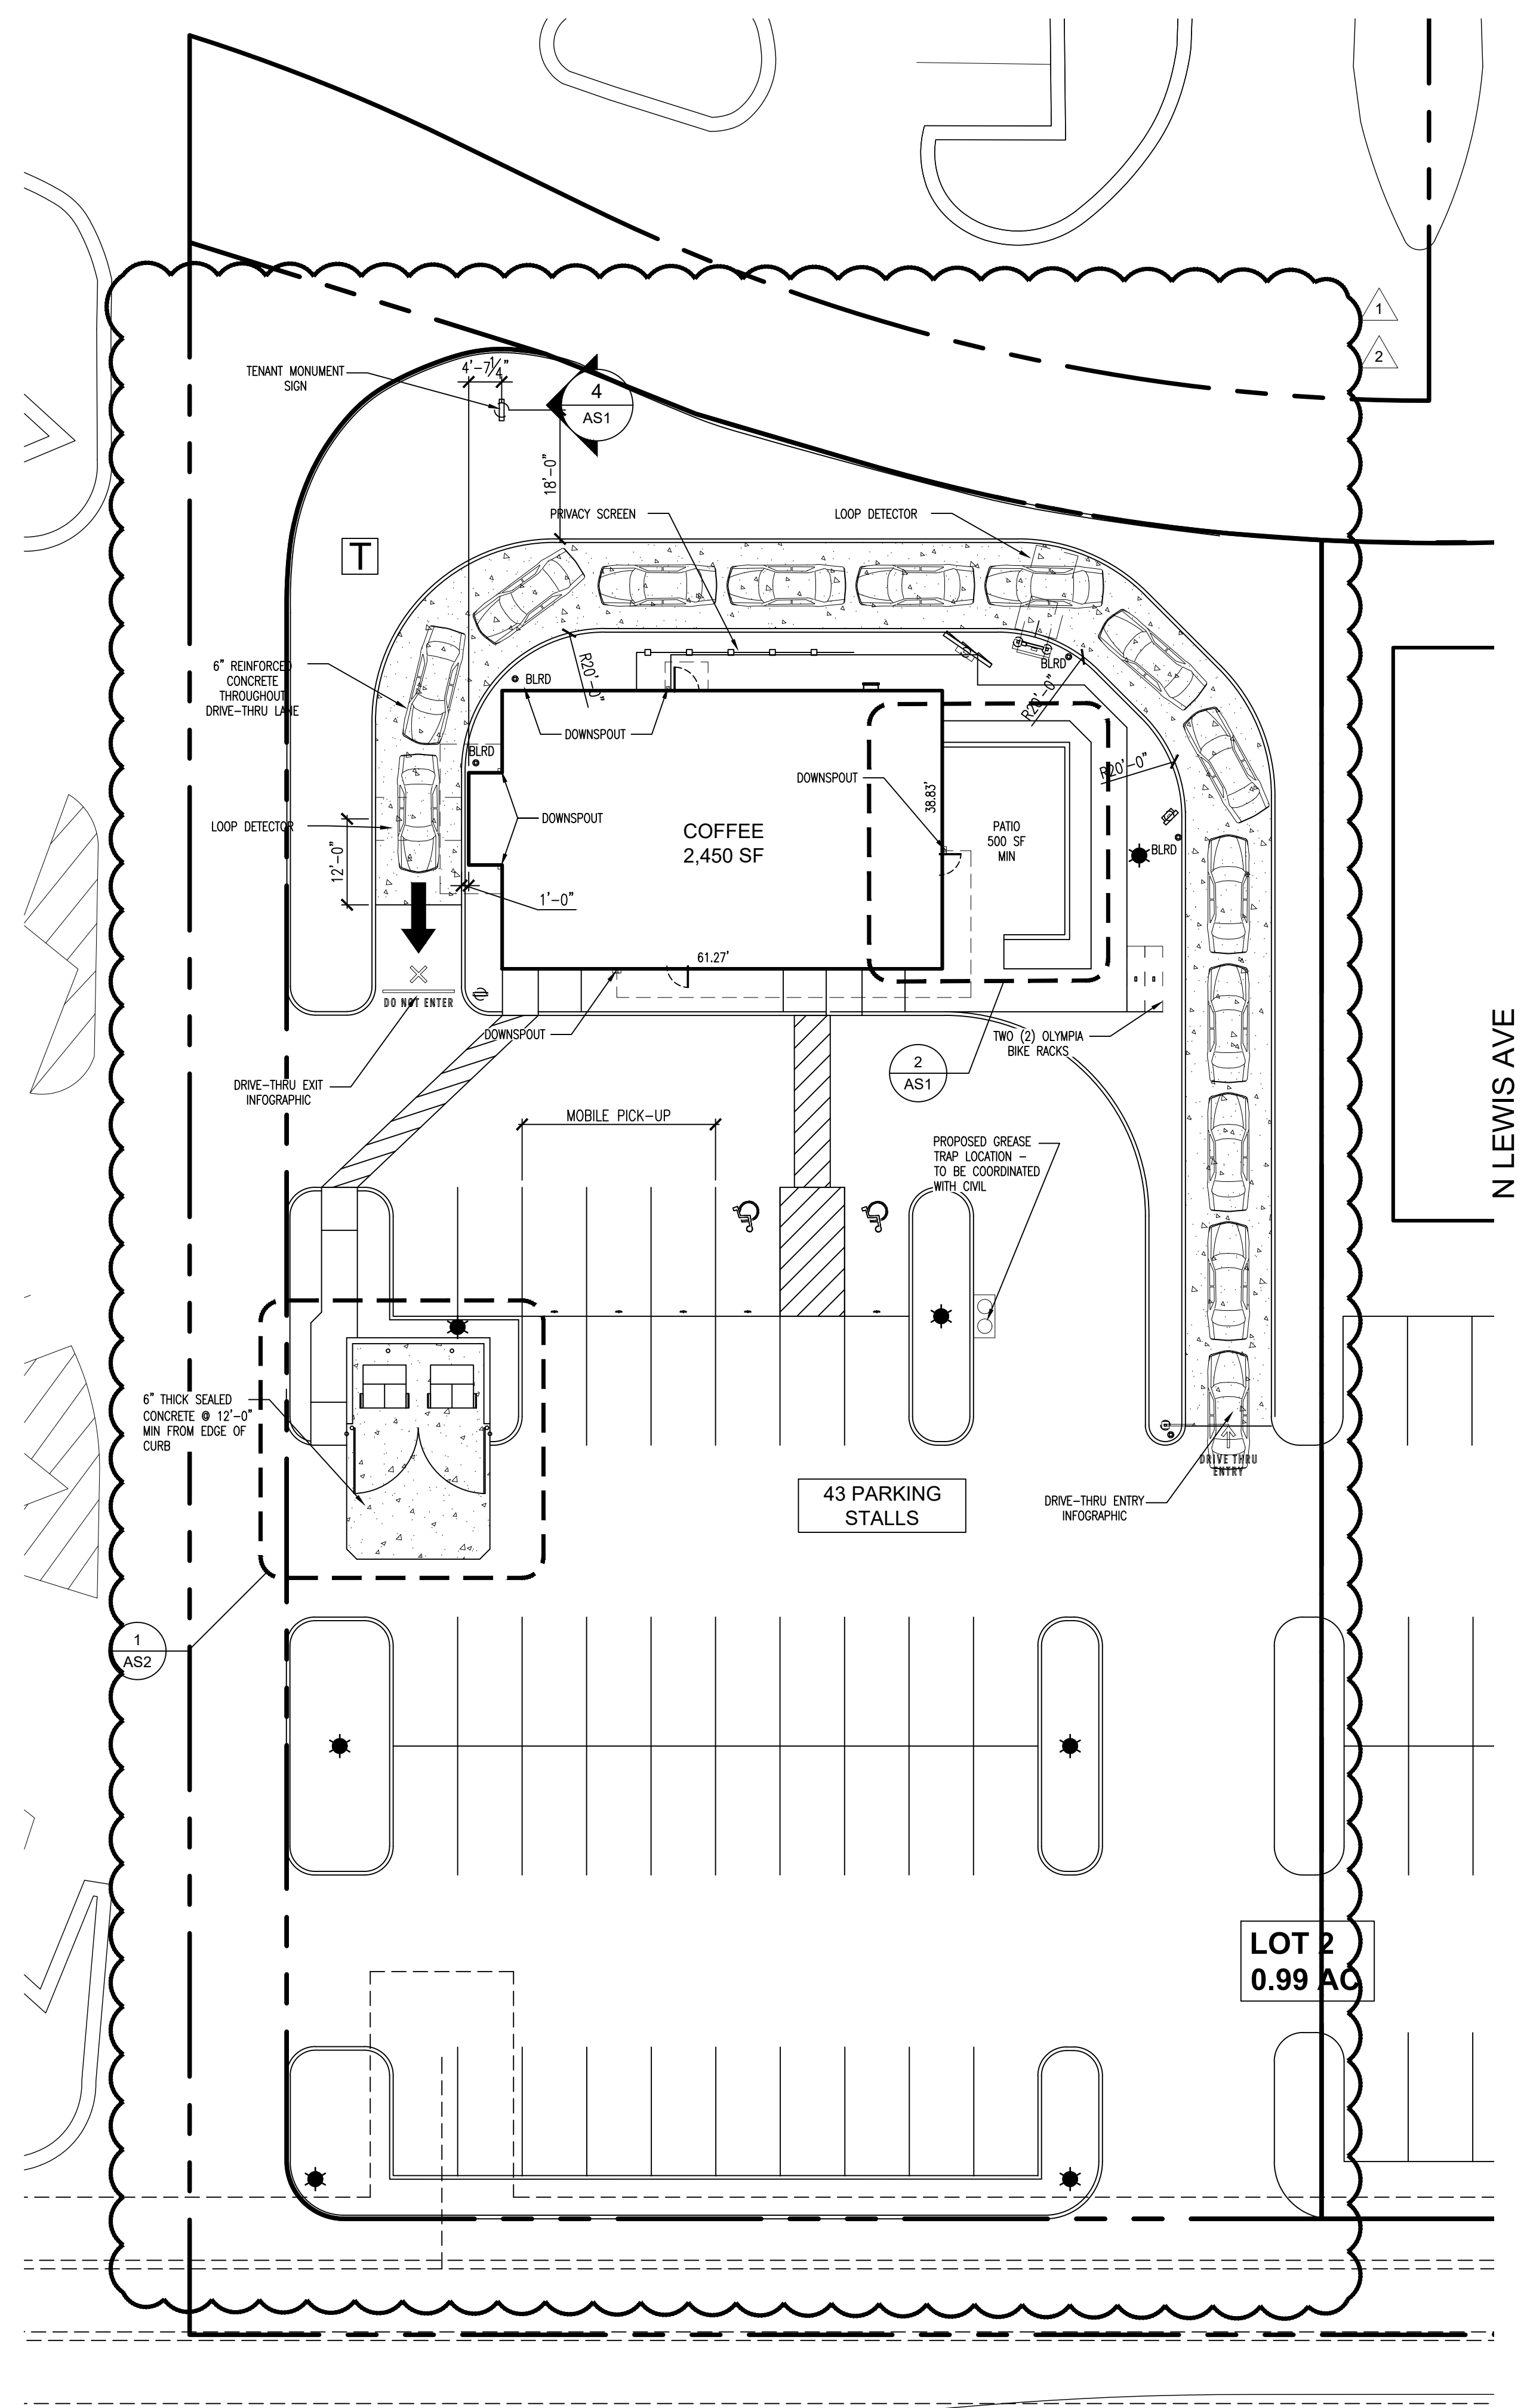 1
2
TENANT MONUMENT
SIGN
4'-7¼"
4
AS1
18'-0"
PRIVACY SCREEN
LOOP DETECTOR
T
6" REINFORCED
CONCRETE
THROUGHOUT
DRIVE-THRU LANE
BLRD
R20'-0"
BLRD
R20'-0"
DOWNSPOUT
BLRD
R20'-0"
DOWNSPOUT
38.83'
LOOP DETECTOR
DOWNSPOUT
COFFEE
2,450 SF
PATIO
500 SF
MIN
BLRD
12'-0"
1'-0"
61.27'
DO NOT ENTER
DOWNSPOUT
TWO (2) OLYMPIA
BIKE RACKS
2
AS1
N LEWIS AVE
DRIVE-THRU EXIT
INFOGRAPHIC
MOBILE PICK-UP
PROPOSED GREASE
TRAP LOCATION –
TO BE COORDINATED
WITH CIVIL
6" THICK SEALED
CONCRETE @ 12'-0"
MIN FROM EDGE OF
CURB
DRIVE THRU
ENTRY
43 PARKING
STALLS
DRIVE-THRU ENTRY
INFOGRAPHIC
1
AS2
LOT 2
0.99 AC